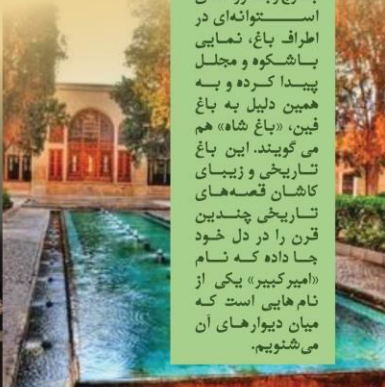 استوانه‌ای در
اطراف باغ، نمایی
باشکوه و مجلل
پیدا کرده و به
همین دلیل به باغ
فین، «باغ شاه» هم
می گویند. این باغ
تاریخی و زیبای
کاشان قصه‌های
تاریخی چندین
قرن را در دل خود
جا داده که نام
«امیرکبیر» یکی از
نام هایی است که
میان دیوارهای آن
می‌شنویم.